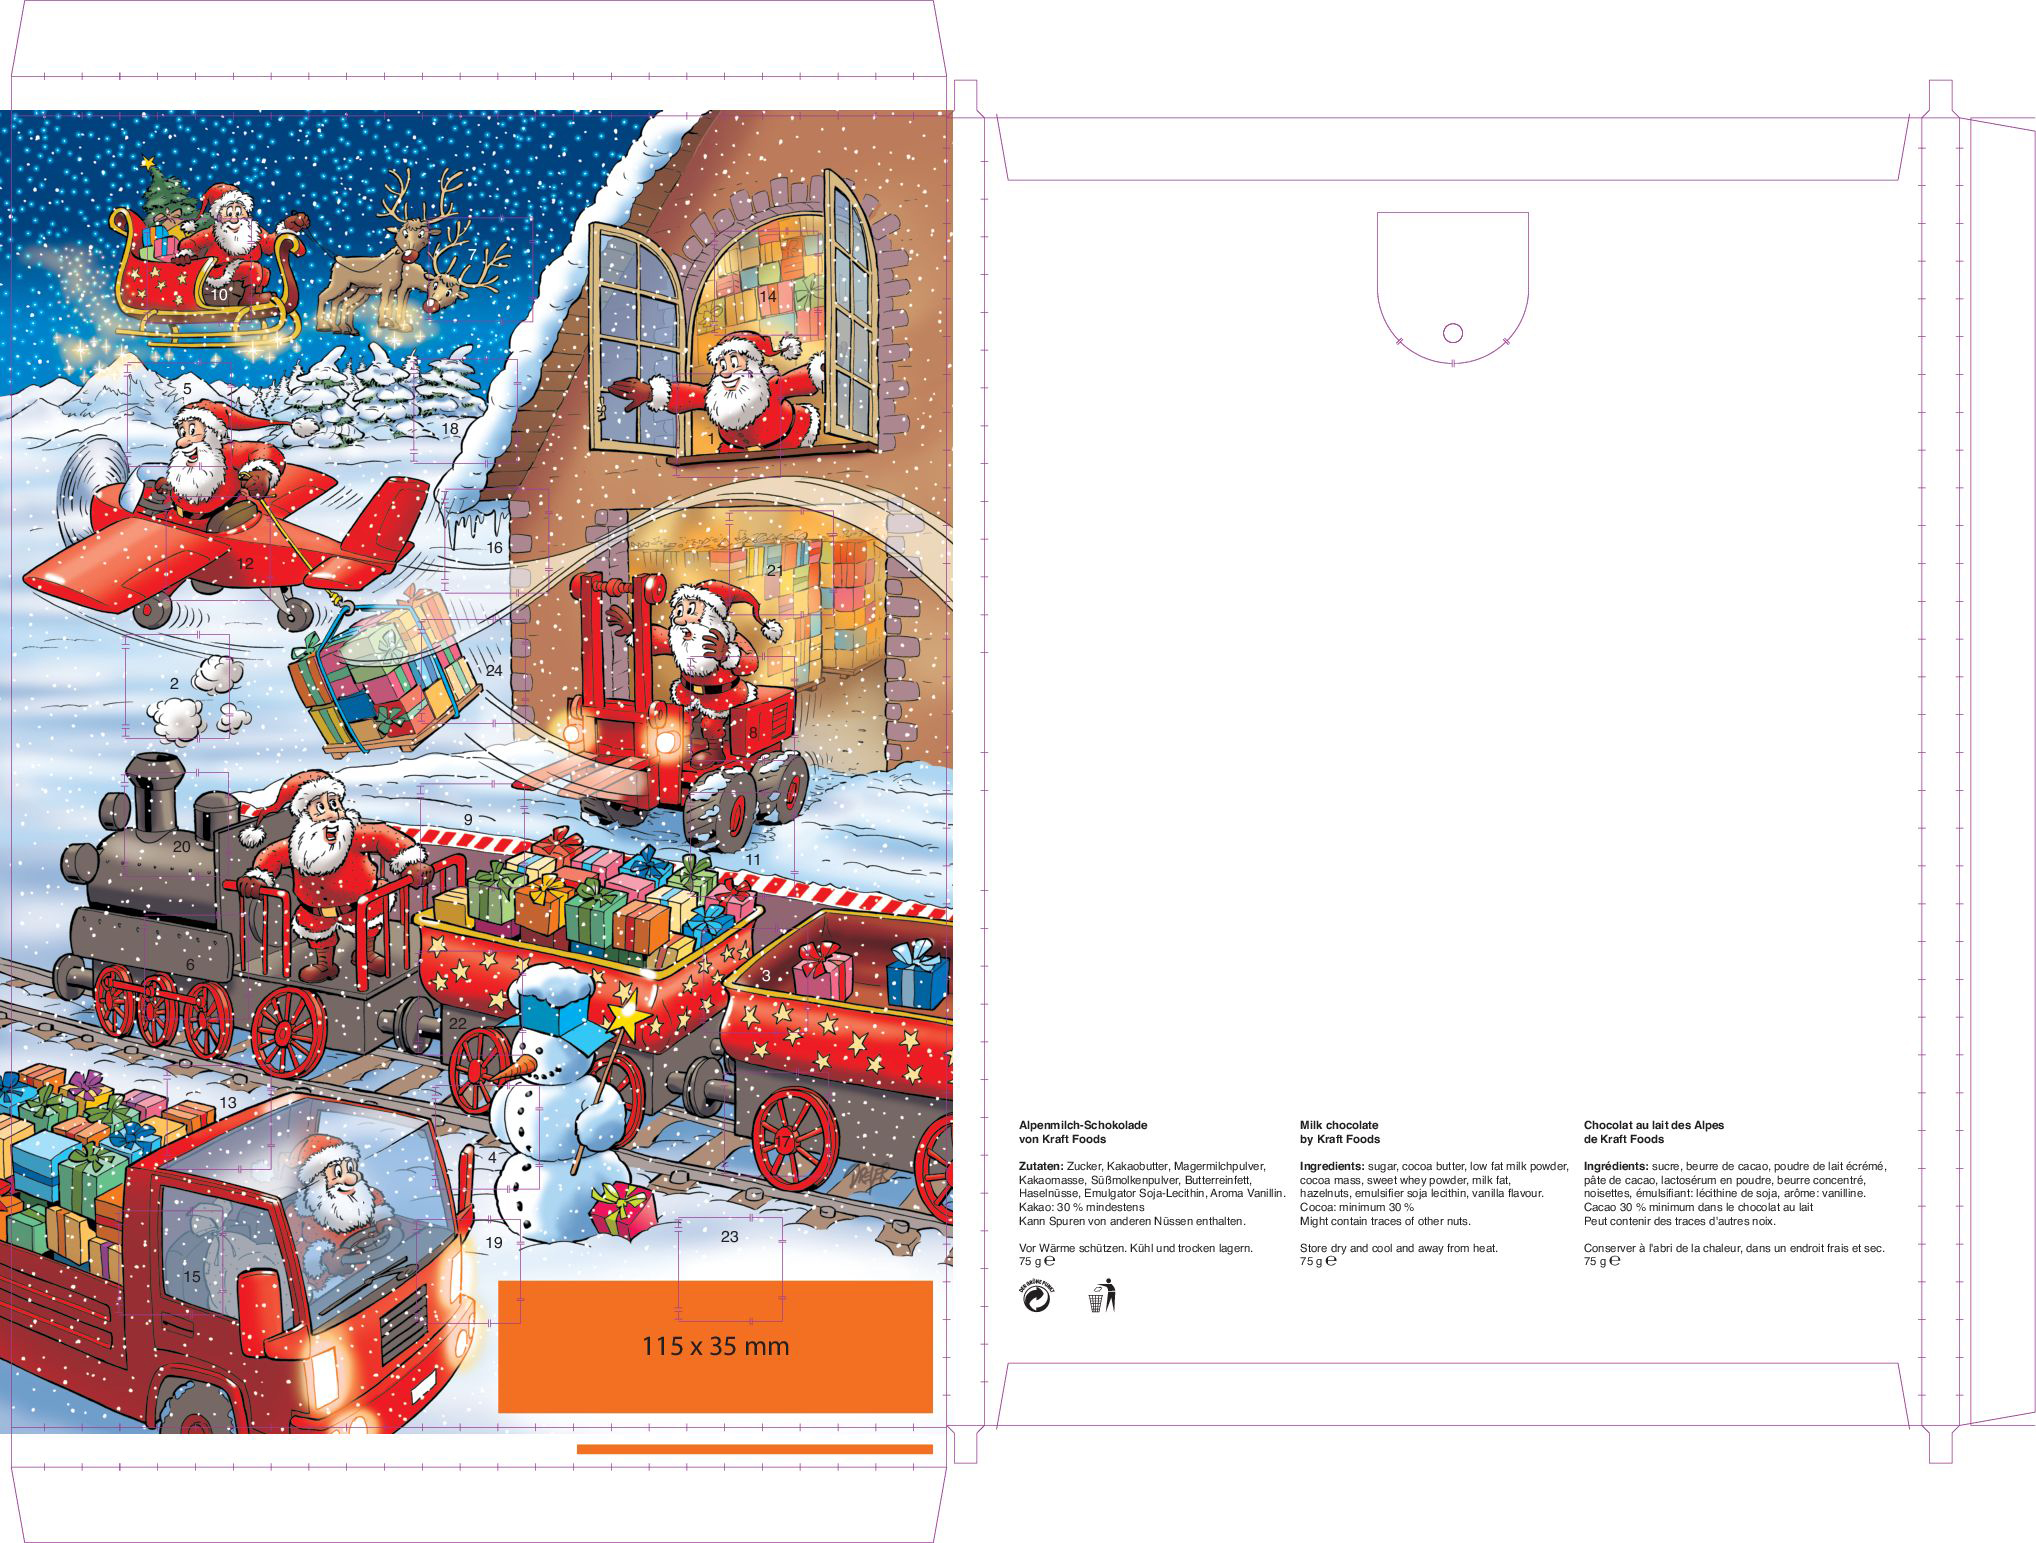 7
10
14
5
18
1
16
12
21
24
2
8
9
20
11
6
3
22
13
17
4
19
23
15
115 x 35 mm
Alpenmilch-Schokolade
von Kraft Foods
Zutaten: Zucker, Kakaobutter, Magermilchpulver,
Kakaomasse, Süßmolkenpulver, Butterreinfett,
Haselnüsse, Emulgator Soja-Lecithin, Aroma Vanillin.
Kakao: 30 % mindestens
Kann Spuren von anderen Nüssen enthalten.
Vor Wärme schützen. Kühl und trocken lagern.
75 g ℮
DER GRÜNE PUNKT
Milk chocolate
by Kraft Foods
Ingredients: sugar, cocoa butter, low fat milk powder,
cocoa mass, sweet whey powder, milk fat,
hazelnuts, emulsifier soja lecithin, vanilla flavour.
Cocoa: minimum 30 %
Might contain traces of other nuts.
Store dry and cool and away from heat.
75 g ℮
Chocolat au lait des Alpes
de Kraft Foods
Ingrédients: sucre, beurre de cacao, poudre de lait écrémé,
pâte de cacao, lactosérum en poudre, beurre concentré,
noisettes, émulsifiant: lécithine de soja, arôme: vanilline.
Cacao 30 % minimum dans le chocolat au lait
Peut contenir des traces d'autres noix.
Conserver à l'abri de la chaleur, dans un endroit frais et sec.
75 g ℮